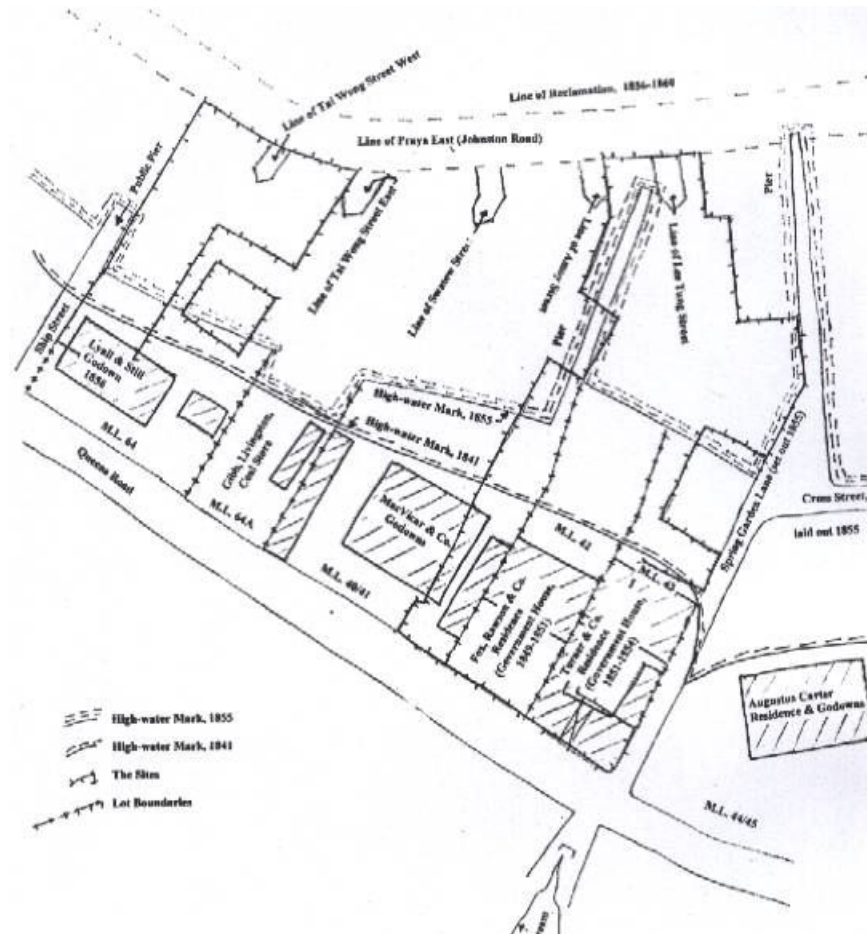 Line of Tai Wong Street West
Line of Reclamation, 1856-1860
Line of Praya East (Johnston Road)
Public Pier
Line of Tai Wong Street East
Line of Swatow Street
Line of Amoy Street
Line of Lee Tung Street
Pier
Pier
Ship Street
Lyall & Still
Godown
1856
High-water Mark, 1855
High-water Mark, 1841
M.L. 64
Queens Road
Gibb, Livingston,
Coal Store
M.L. 64A
MacVicar & Co.
Godowns
M.L. 40/41
M.L. 42
M.L. 43
Fox, Rawson & Co
Residence
(Government House,
1849-1851)
Turner & Co.
Residence
(Government House,
1851-1854)
Spring Garden Lane (set out 1855)
Cross Street,
laid out 1855
Augustus Carter
Residence & Godowns
M.L. 44/45
High-water Mark, 1855
High-water Mark, 1841
The Sites
Lot Boundaries